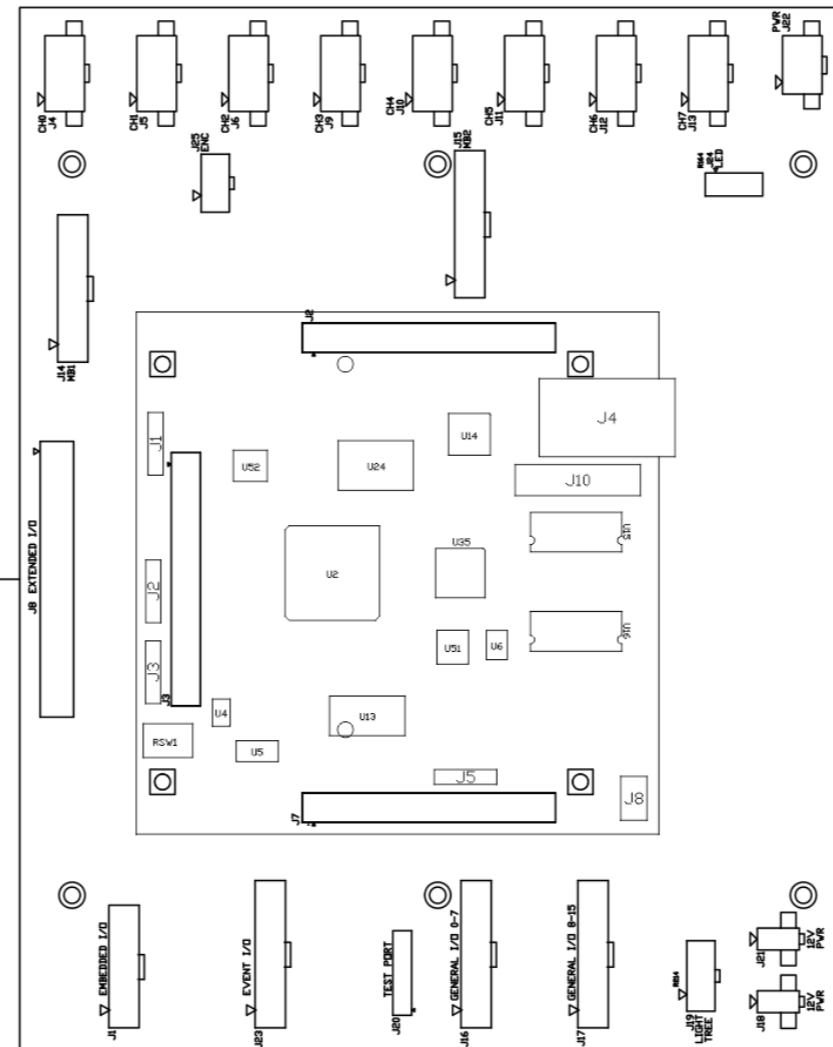 CH0
J4
CH1
J5
CH2
J6
CH3
J9
CH4
J10
CH5
J11
CH6
J12
CH7
J13
PWR
J22
J25
ENC
J15
MB2
J24
LED
J14
MB1
J2
J4
J1
U52
U24
U14
J10
J8 EXTENDED I/O
U2
U35
U15
J2
J3
J3
U51
U6
U16
U4
U13
RSW1
U5
J5
J8
J7
EMBEDDED I/O
J1
EVENT I/O
J23
TEST PORT
J20
GENERAL I/O 0-7
J16
GENERAL I/O 8-15
J17
J19
LIGHT
TREE
J21
12V
PWR
J18
12V
PWR